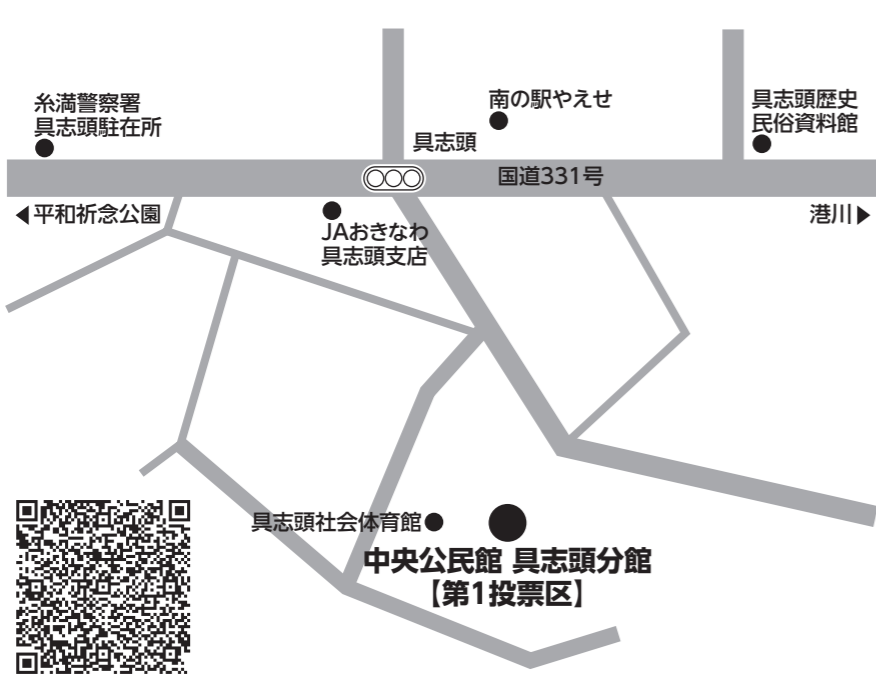 糸満警察署
具志頭駐在所
南の駅やえせ
具志頭歴史
民俗資料館
具志頭
国道331号
◀平和祈念公園
港川▶
JAおきなわ
具志頭支店
具志頭社会体育館
中央公民館 具志頭分館
【第1投票区】